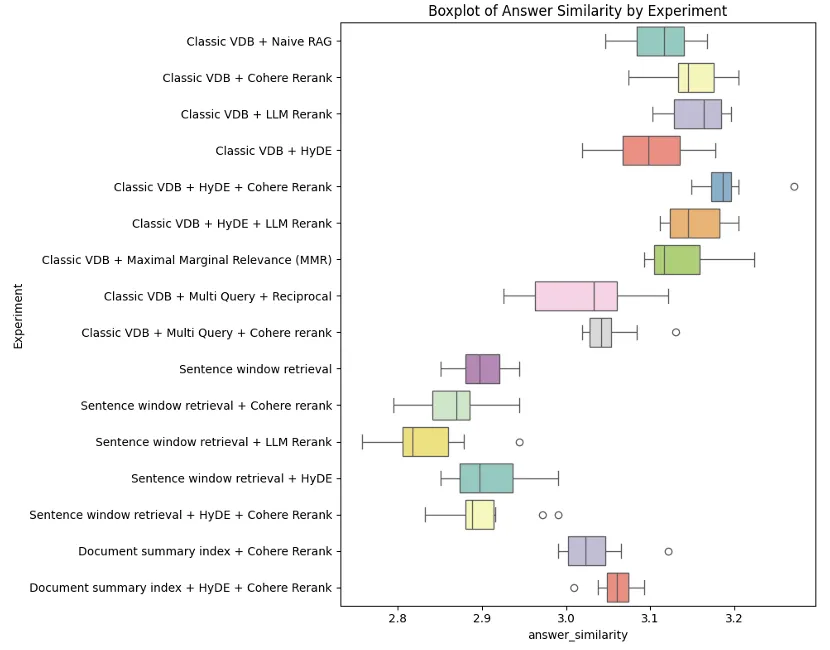 Boxplot of Answer Similarity by Experiment
Classic VDB + Naive RAG
Classic VDB + Cohere Rerank
Classic VDB + LLM Rerank
Classic VDB + HyDE
Classic VDB + HyDE + Cohere Rerank
Classic VDB + HyDE + LLM Rerank
Classic VDB + Maximal Marginal Relevance (MMR)
Classic VDB + Multi Query + Reciprocal
Classic VDB + Multi Query + Cohere rerank
Sentence window retrieval
Sentence window retrieval + Cohere rerank
Sentence window retrieval + LLM Rerank
Sentence window retrieval + HyDE
Sentence window retrieval + HyDE + Cohere Rerank
Document summary index + Cohere Rerank
Document summary index + HyDE + Cohere Rerank
Experiment
2.8 2.9 3.0 3.1 3.2
answer_similarity